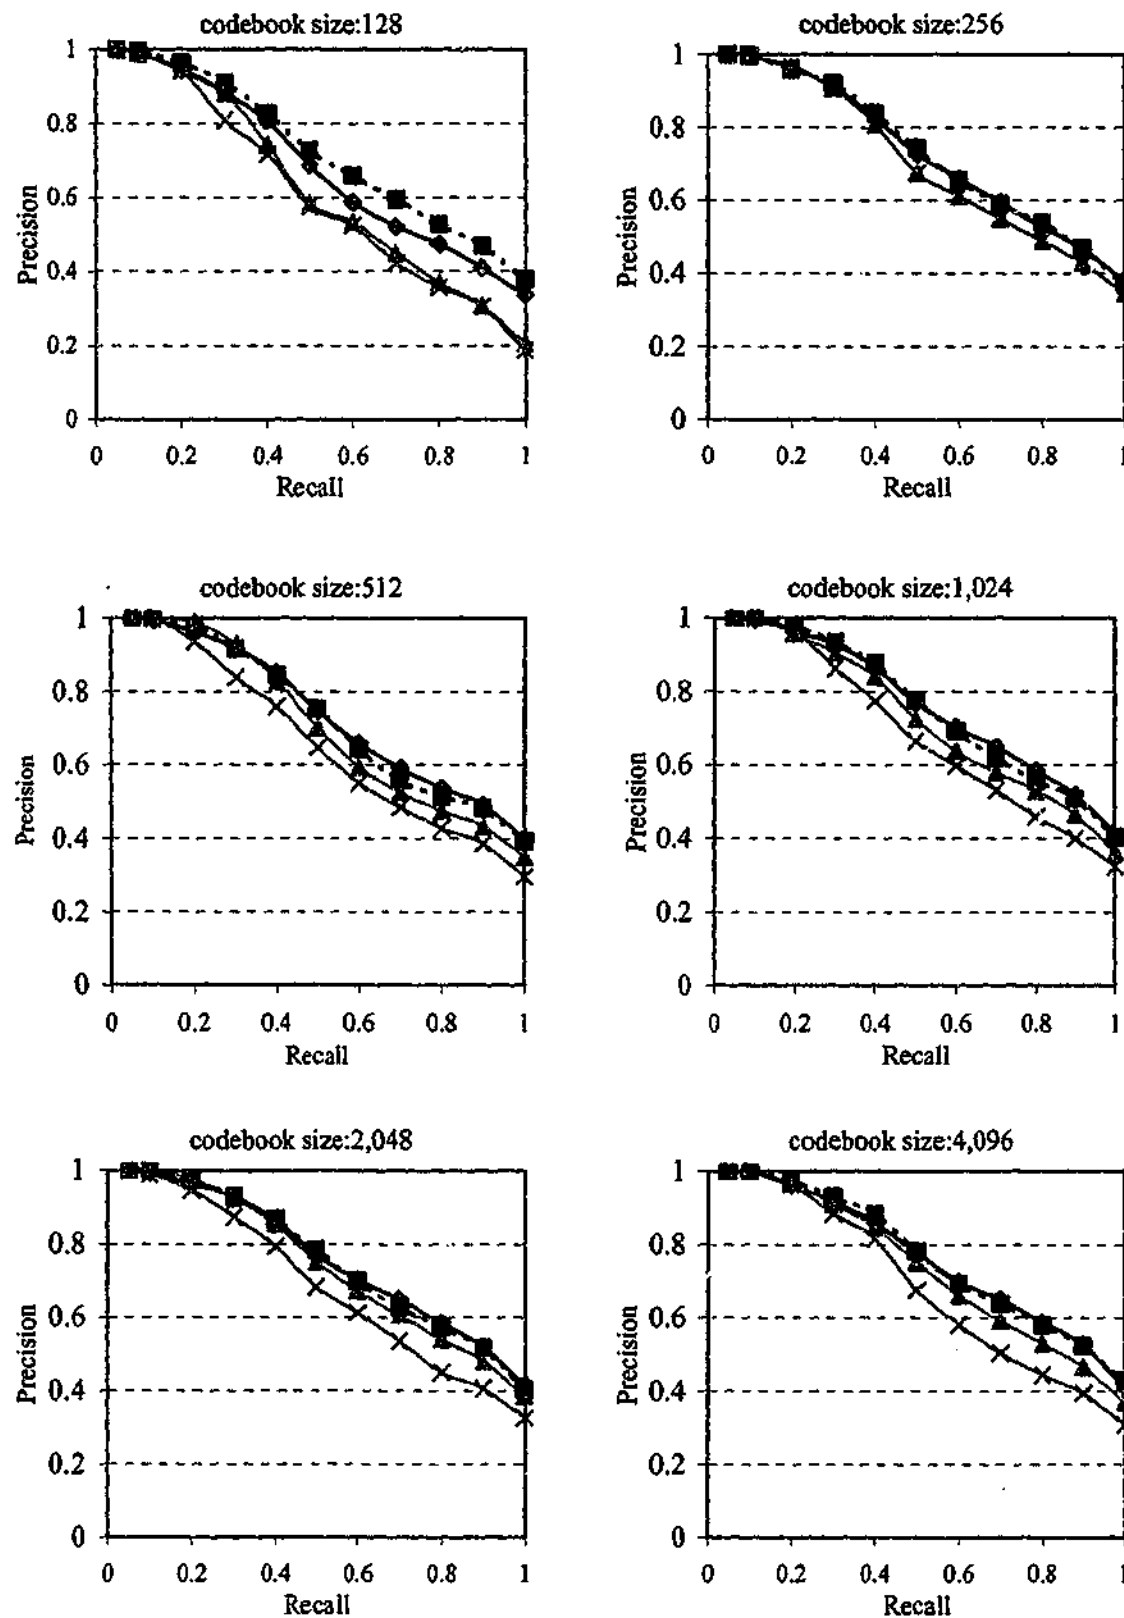 codebook size:128
1
0.8
0.6
0.4
0.2
0
Precision
0 0.2 0.4 0.6 0.8 1
Recall
codebook size:256
1
0.8
0.6
0.4
0.2
0
Precision
0 0.2 0.4 0.6 0.8 1
Recall
codebook size:512
1
0.8
0.6
0.4
0.2
0
Precision
0 0.2 0.4 0.6 0.8 1
Recall
codebook size:1,024
1
0.8
0.6
0.4
0.2
0
Precision
0 0.2 0.4 0.6 0.8 1
Recall
codebook size:2,048
1
0.8
0.6
0.4
0.2
0
Precision
0 0.2 0.4 0.6 0.8 1
Recall
codebook size:4,096
1
0.8
0.6
0.4
0.2
0
Precision
0 0.2 0.4 0.6 0.8 1
Recall